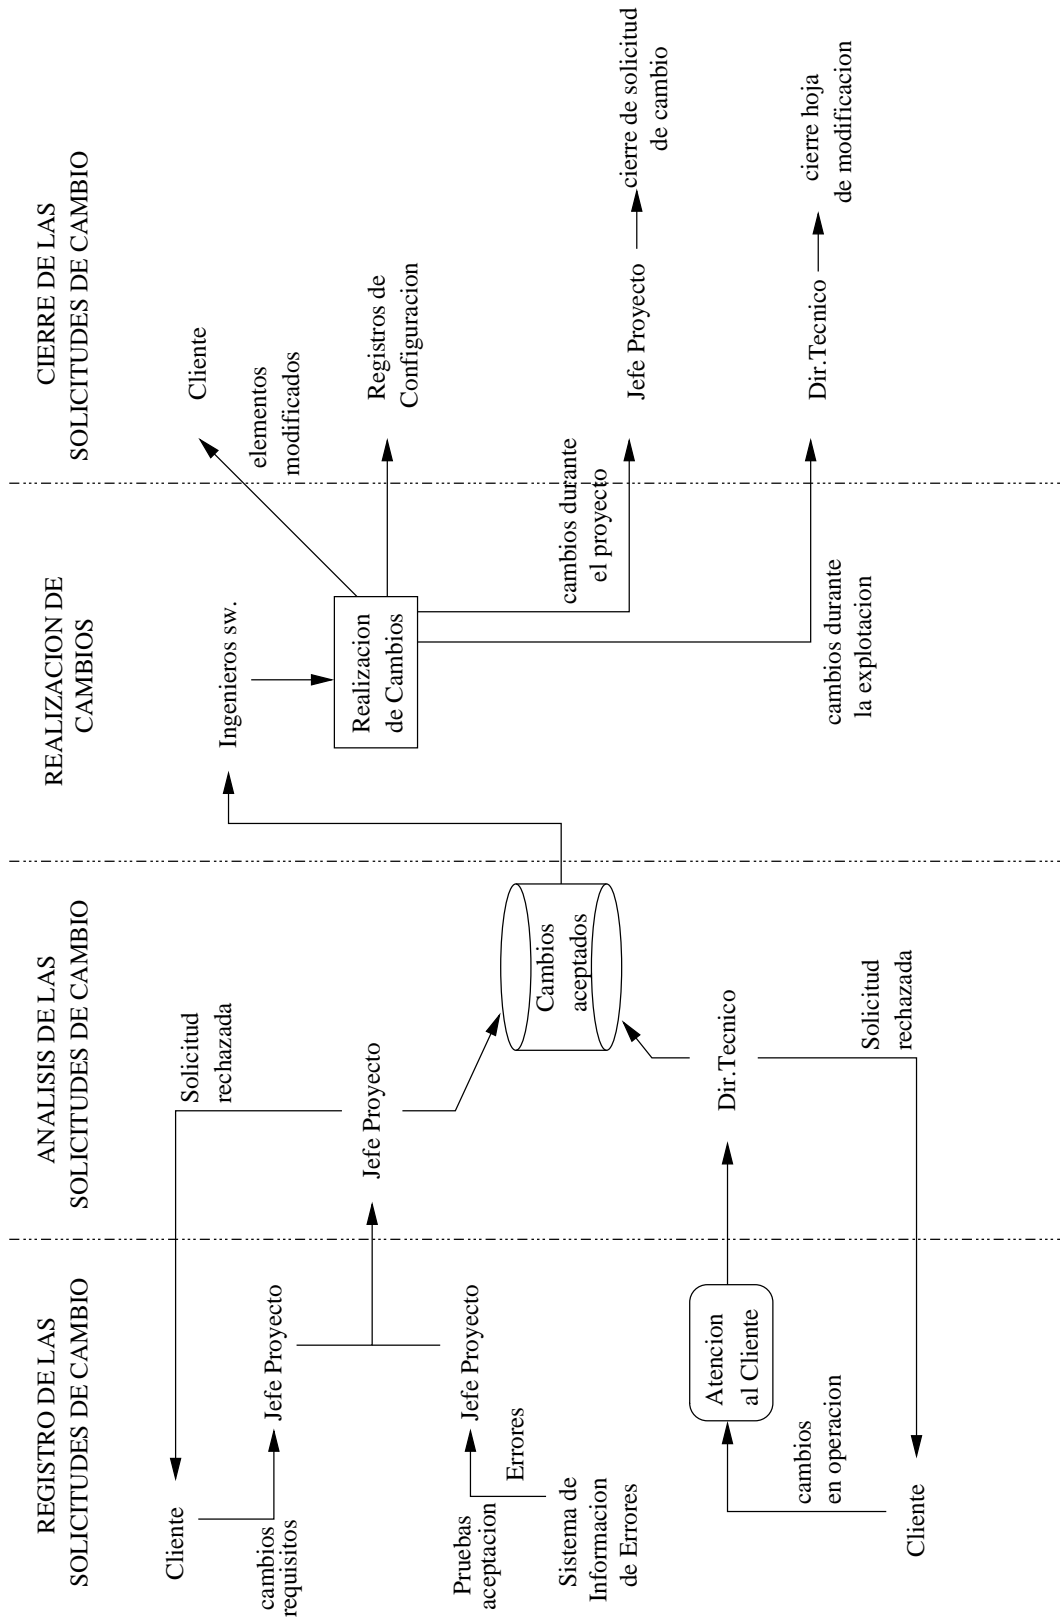 REGISTRO DE LAS
SOLICITUDES DE CAMBIO
ANALISIS DE LAS
SOLICITUDES DE CAMBIO
REALIZACION DE
CAMBIOS
CIERRE DE LAS
SOLICITUDES DE CAMBIO
Cliente
cambios
requisitos
Jefe Proyecto
Pruebas
aceptacion
Errores
Jefe Proyecto
Sistema de
Informacion
de Errores
Atencion
al Cliente
cambios
en operacion
Cliente
Solicitud
rechazada
Jefe Proyecto
Cambios
aceptados
Dir.Tecnico
Solicitud
rechazada
Ingenieros sw.
Realizacion
de Cambios
cambios durante
el proyecto
cambios durante
la explotacion
Cliente
elementos
modificados
Registros de
Configuracion
Jefe Proyecto
cierre de solicitud
de cambio
Dir.Tecnico
cierre hoja
de modificacion